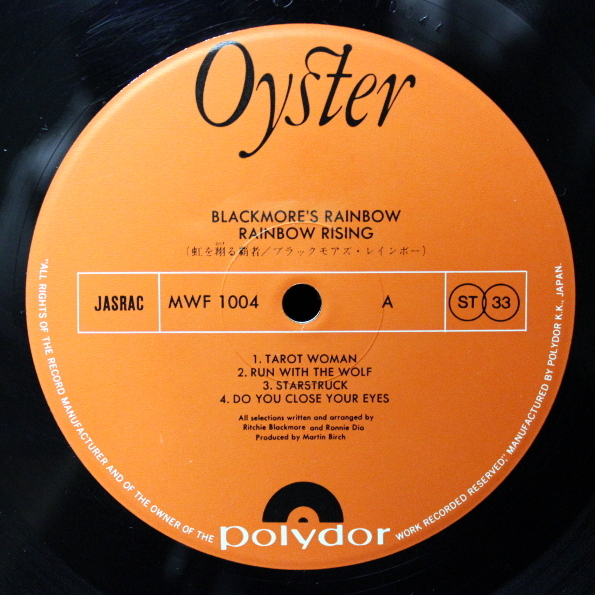 Oyster
BLACKMORE'S RAINBOW
RAINBOW RISING
(虹を翔る覇者/ブラックモアズ・レインボー)
JASRAC MWF 1004 A ST 33
1. TAROT WOMAN
2. RUN WITH THE WOLF
3. STARSTRUCK
4. DO YOU CLOSE YOUR EYES
All selections written and arranged by
Ritchie Blackmore and Ronnie Dio
Produced by Martin Birch
polydor
"ALL RIGHTS OF THE RECORD MANUFACTURER AND OF THE OWNER OF THE WORK RECORDED RESERVED," MANUFACTURED BY POLYDOR K.K., JAPAN.